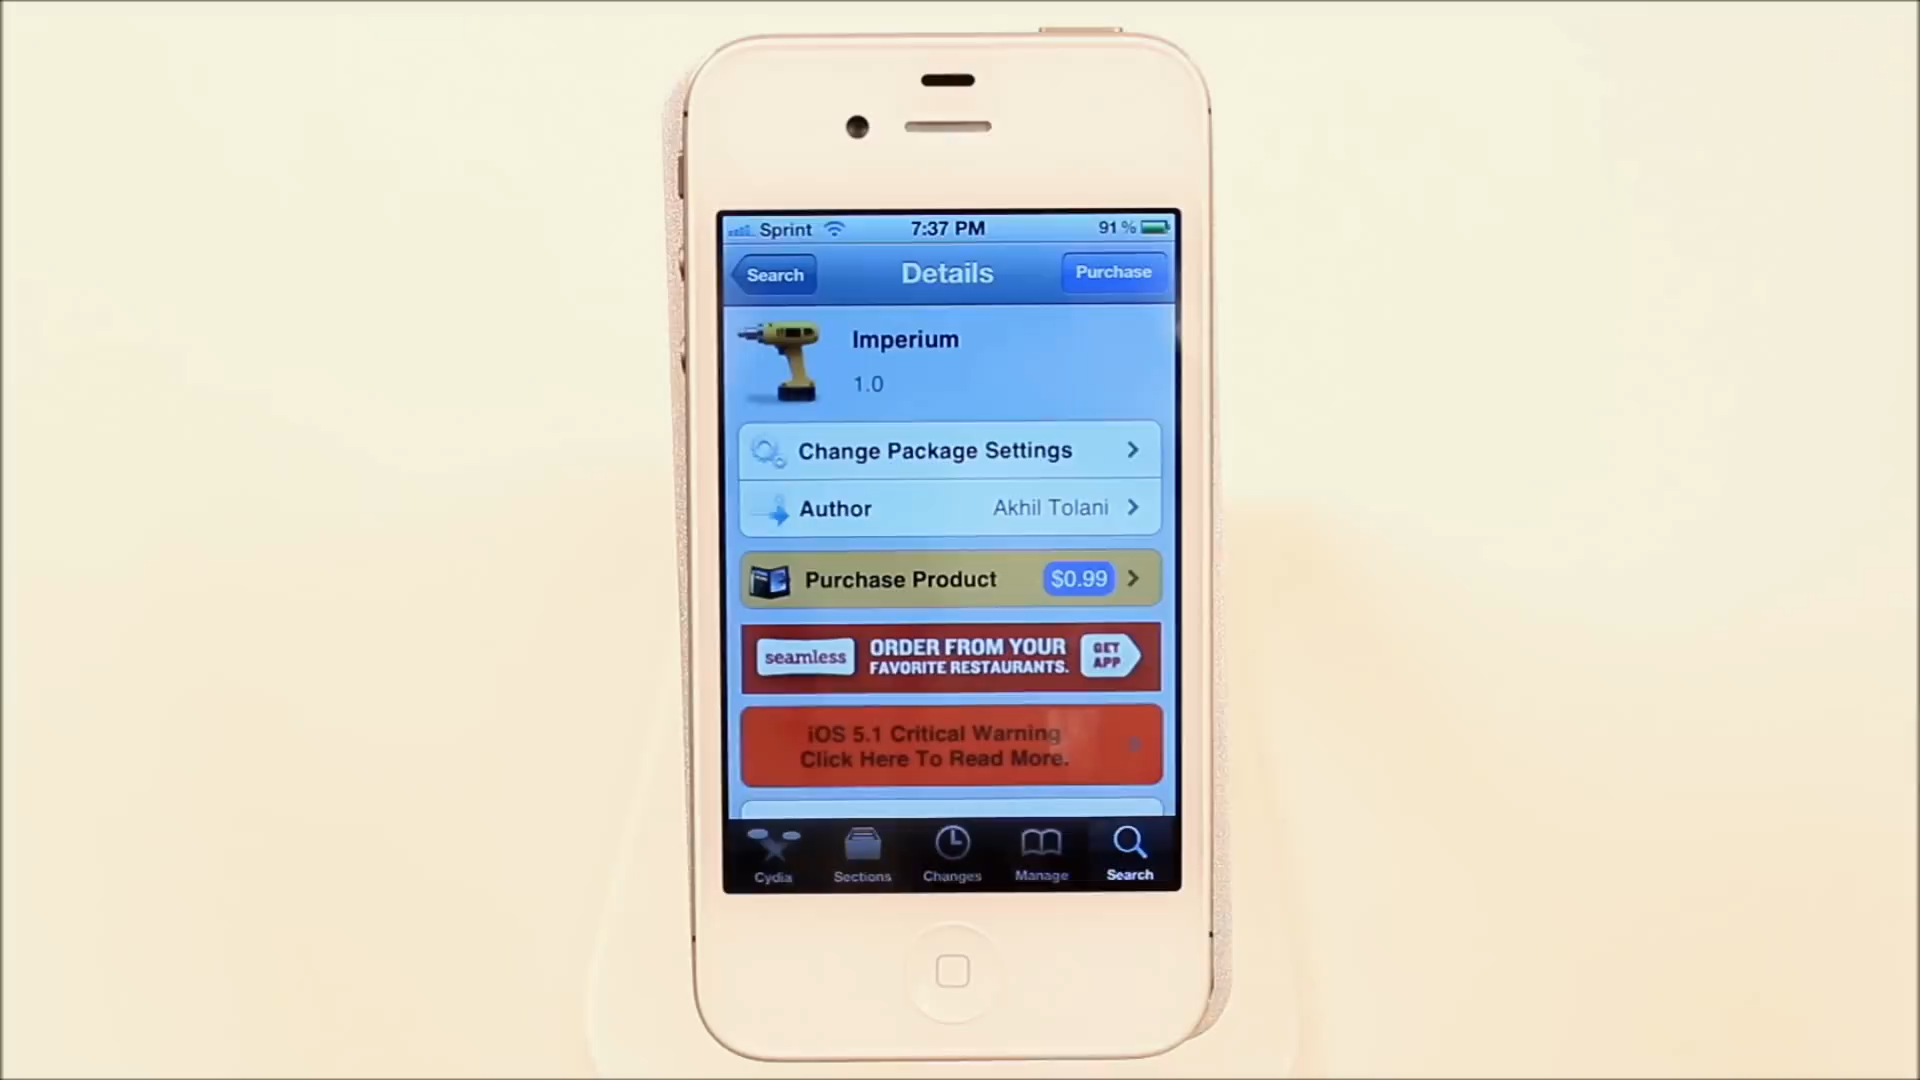 Sprint 7:37 PM 91%
Search Details Purchase
Imperium
1.0
Change Package Settings
Author Akhil Tolani
Purchase Product $0.99
seamless ORDER FROM YOUR FAVORITE RESTAURANTS. GET APP
iOS 5.1 Critical Warning
Click Here To Read More.
Cydia Sections Changes Manage Search